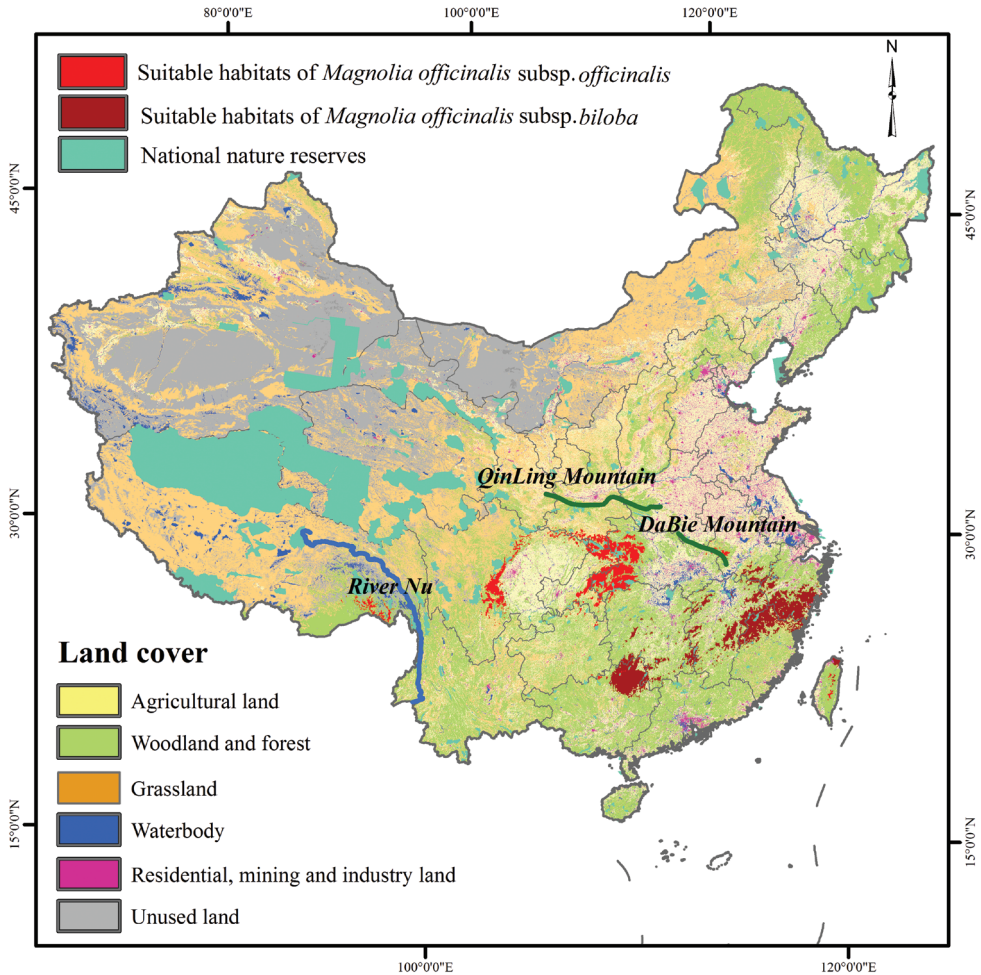 80°0'0"E
100°0'0"E
120°0'0"E
Suitable habitats of Magnolia officinalis subsp.officinalis
Suitable habitats of Magnolia officinalis subsp.biloba
National nature reserves
N
45°0'0"N
45°0'0"N
QinLing Mountain
30°0'0"N
DaBie Mountain
30°0'0"N
River Nu
Land cover
Agricultural land
Woodland and forest
Grassland
Waterbody
15°0'0"N
15°0'0"N
Residential, mining and industry land
Unused land
100°0'0"E
120°0'0"E